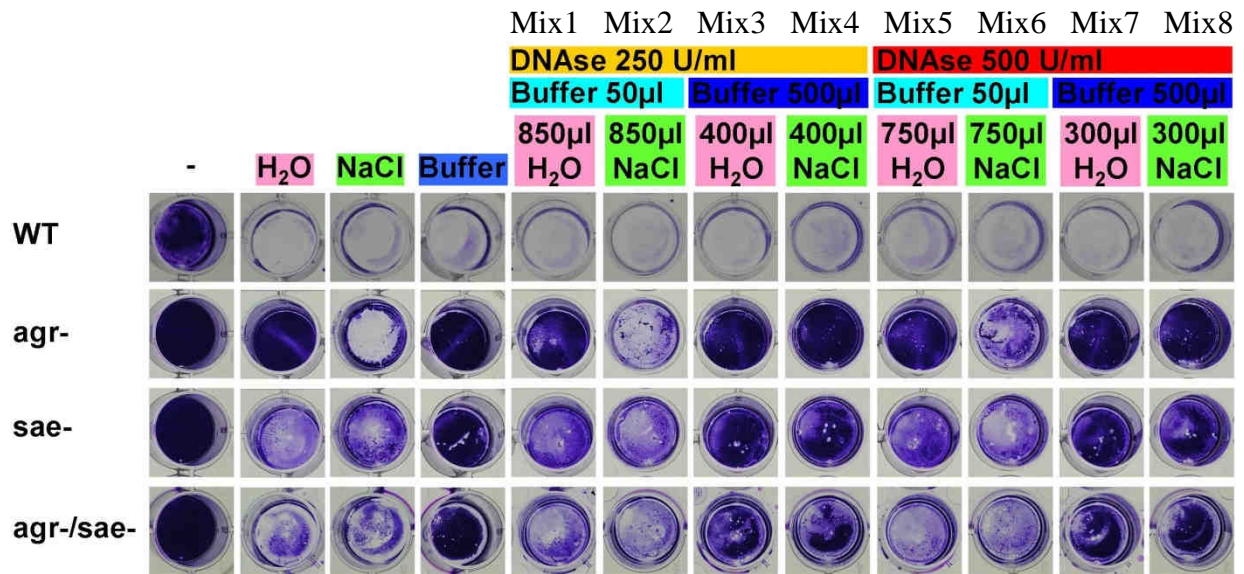 Mix1 Mix2 Mix3 Mix4 Mix5 Mix6 Mix7 Mix8
DNAse 250 U/ml DNAse 500 U/ml
Buffer 50µl Buffer 500µl Buffer 50µl Buffer 500µl
850µl 850µl 400µl 400µl 750µl 750µl 300µl 300µl
- H₂O NaCl Buffer H₂O NaCl H₂O NaCl H₂O NaCl H₂O NaCl
WT
agr-
sae-
agr-/sae-